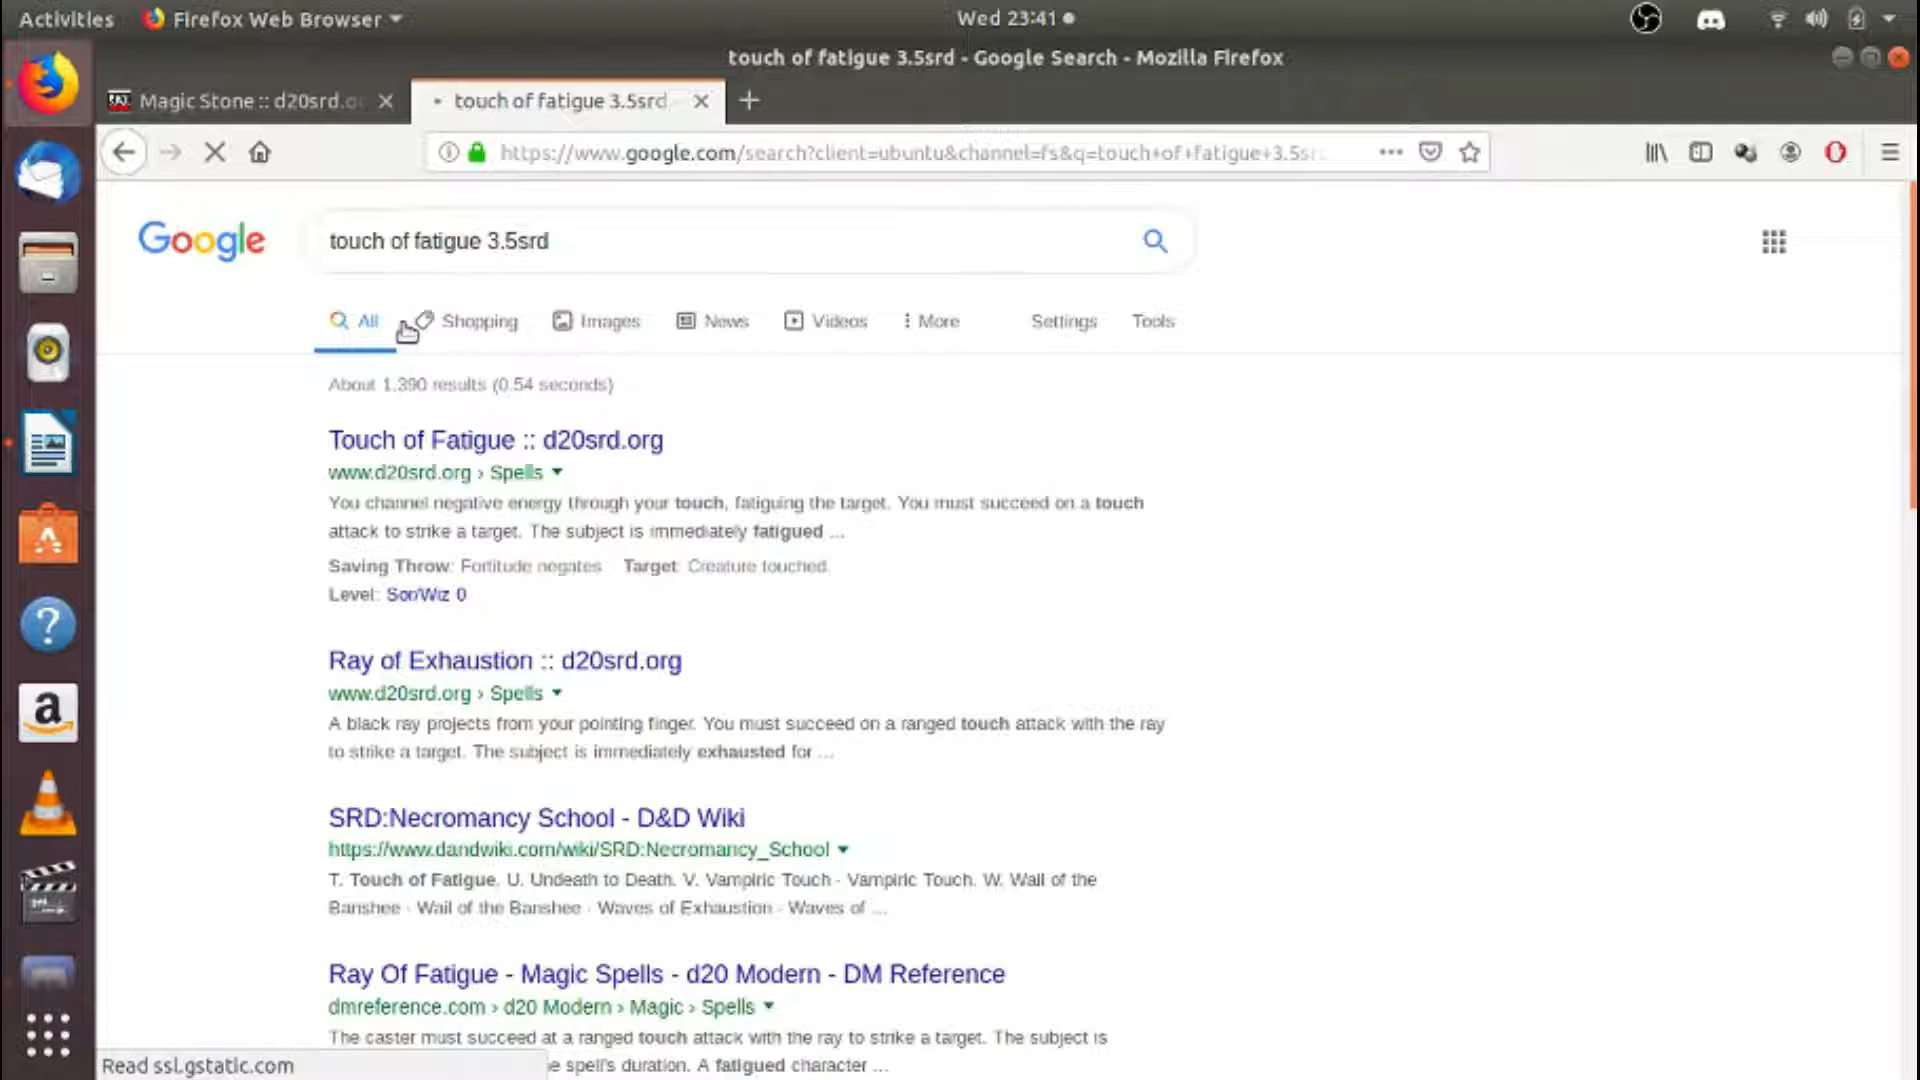 Activities Firefox Web Browser Wed 23:41
touch of fatigue 3.5srd - Google Search - Mozilla Firefox
Magic Stone :: d20srd.o touch of fatigue 3.5srd
https://www.google.com/search?client=ubuntu&channel=fs&q=touch+of+fatigue+3.5sr
Google touch of fatigue 3.5srd
All Shopping Images News Videos More Settings Tools
About 1,390 results (0.54 seconds)
Touch of Fatigue :: d20srd.org
www.d20srd.org › Spells
You channel negative energy through your touch, fatiguing the target. You must succeed on a touch
attack to strike a target. The subject is immediately fatigued ...
Saving Throw: Fortitude negates Target: Creature touched
Level: Sor/Wiz 0
Ray of Exhaustion :: d20srd.org
www.d20srd.org › Spells
A black ray projects from your pointing finger. You must succeed on a ranged touch attack with the ray
to strike a target. The subject is immediately exhausted for ...
SRD:Necromancy School - D&D Wiki
https://www.dandwiki.com/wiki/SRD:Necromancy_School
T. Touch of Fatigue. U. Undeath to Death. V. Vampiric Touch · Vampiric Touch. W. Wail of the
Banshee · Wail of the Banshee · Waves of Exhaustion · Waves of ...
Ray Of Fatigue - Magic Spells - d20 Modern - DM Reference
dmreference.com › d20 Modern › Magic › Spells
The caster must succeed at a ranged touch attack with the ray to strike a target. The subject is
e spell's duration. A fatigued character ...
Read ssl.gstatic.com